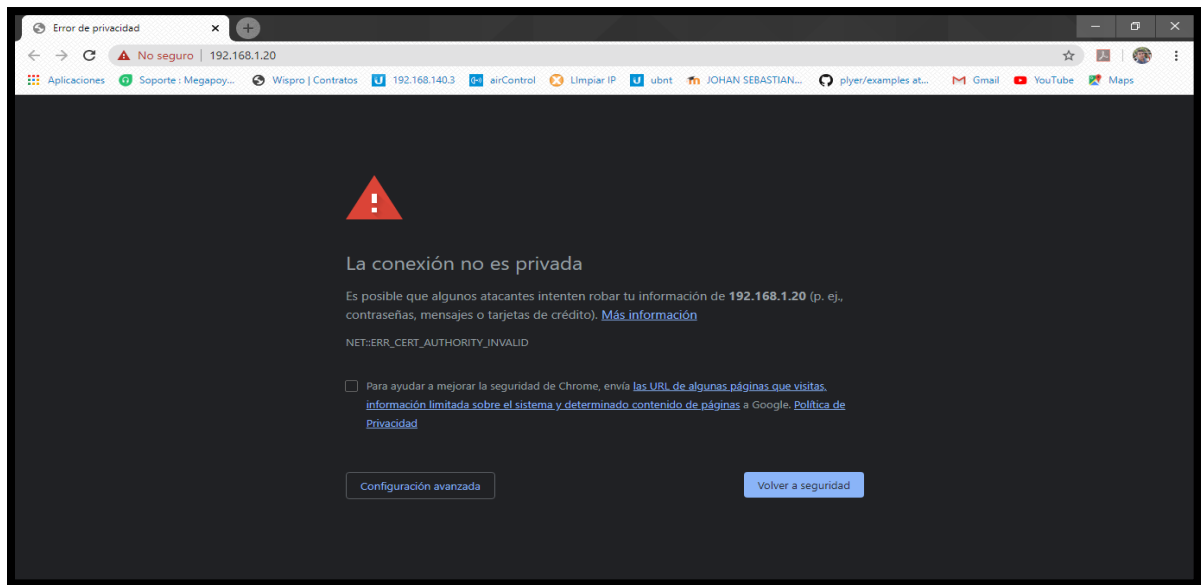 Error de privacidad
No seguro | 192.168.1.20
Aplicaciones Soporte : Megapoy... Wispro | Contratos 192.168.140.3 airControl LImpiar IP ubnt JOHAN SEBASTIAN... plyer/examples at... Gmail YouTube Maps
La conexión no es privada
Es posible que algunos atacantes intenten robar tu información de 192.168.1.20 (p. ej.,
contraseñas, mensajes o tarjetas de crédito). Más información
NET::ERR_CERT_AUTHORITY_INVALID
Para ayudar a mejorar la seguridad de Chrome, envía las URL de algunas páginas que visitas,
información limitada sobre el sistema y determinado contenido de páginas a Google. Política de
Privacidad
Configuración avanzada Volver a seguridad